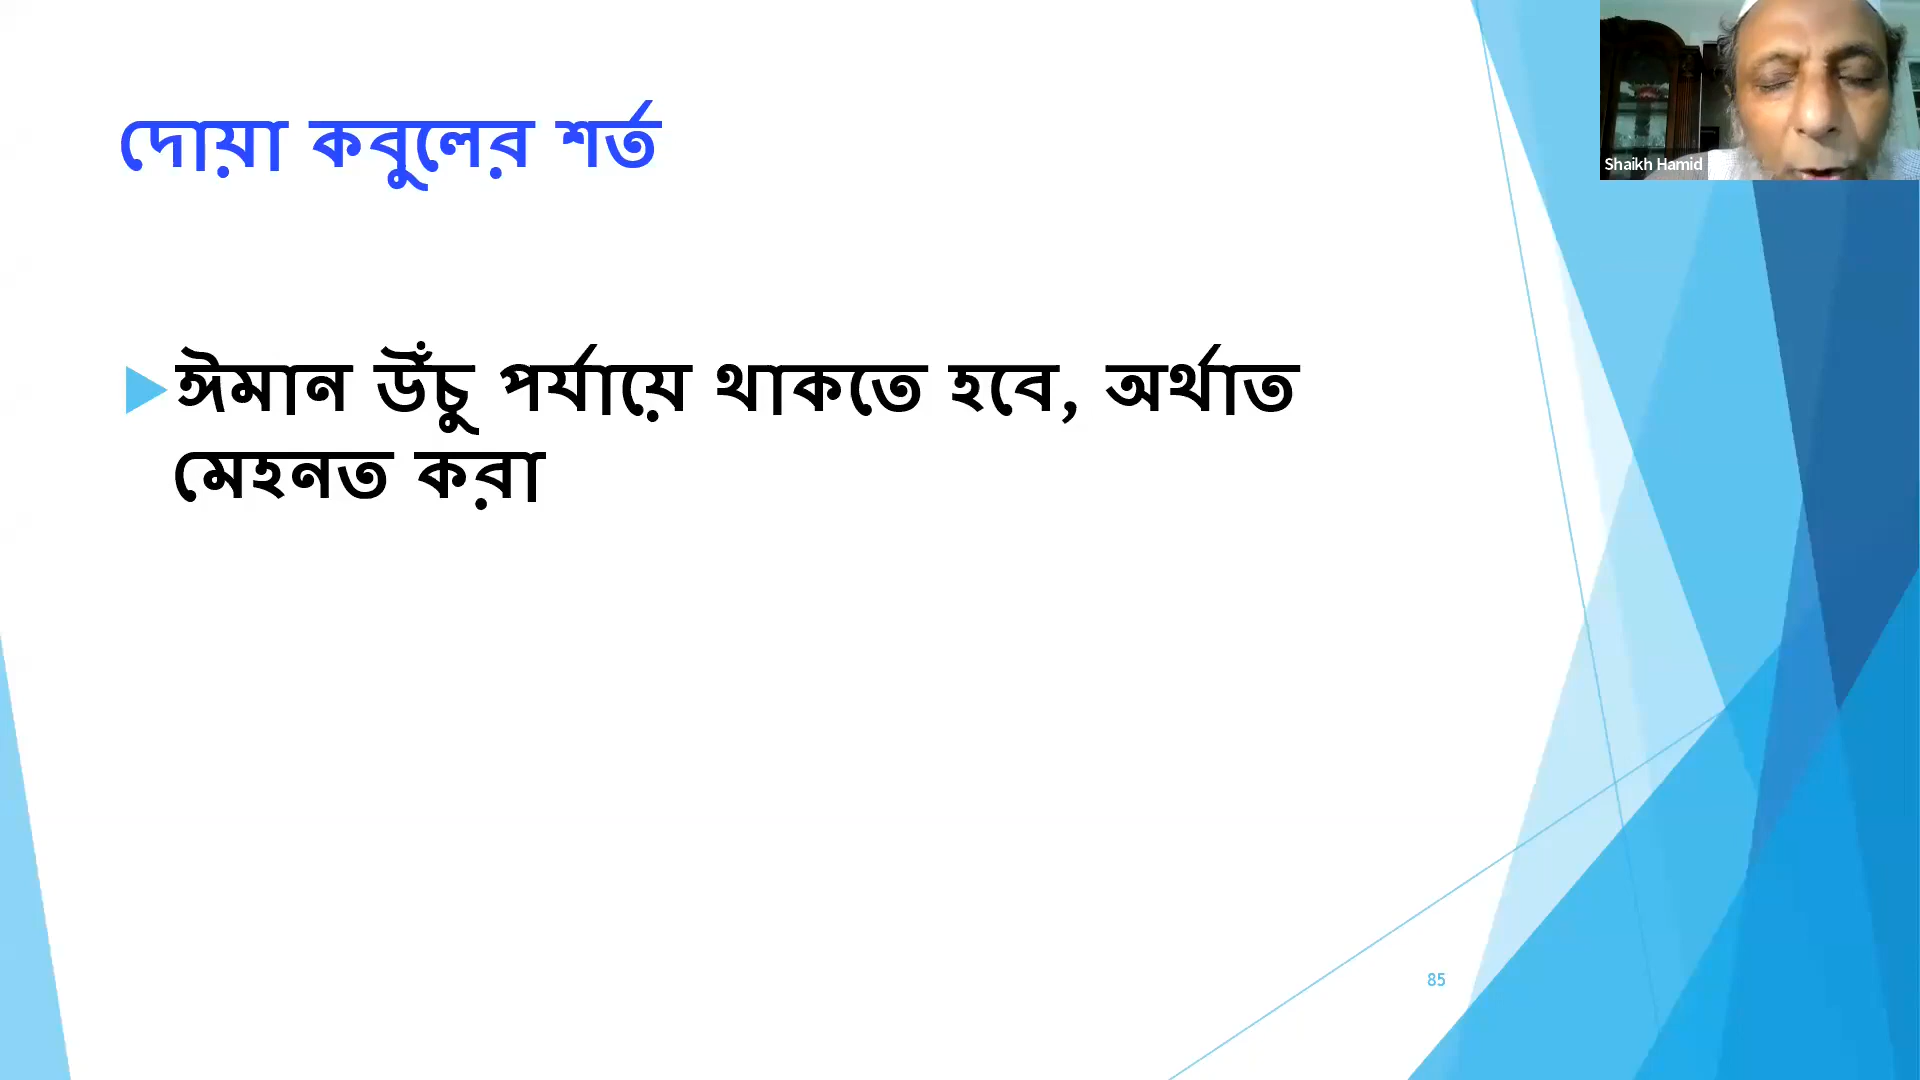 দোয়া কবুলের শর্ত
Shaikh Hamid
ঈমান উঁচু পর্যায়ে থাকতে হবে, অর্থাত
মেহনত করা
85